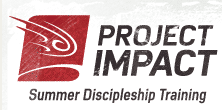 PROJECT
IMPACT
Summer Discipleship Training